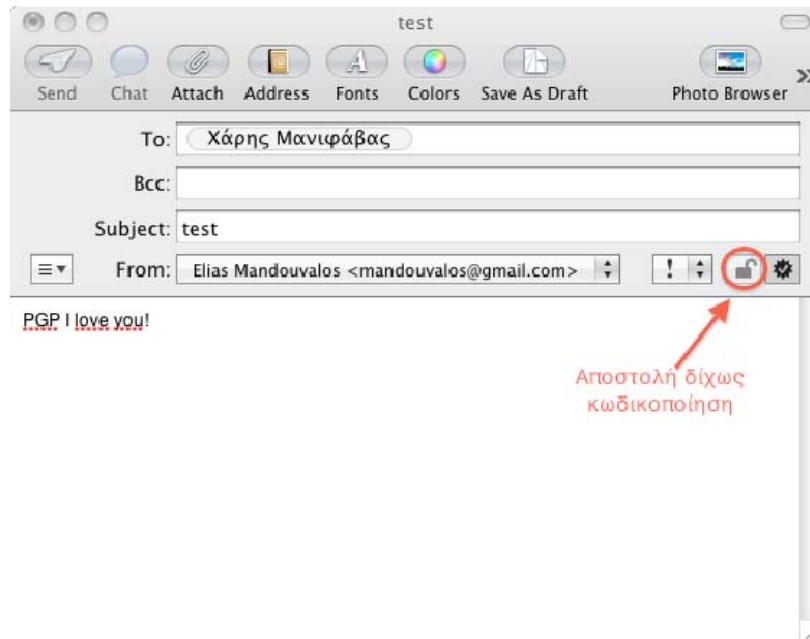 test
Send Chat Attach Address Fonts Colors Save As Draft Photo Browser
To: Χάρης Μανιφάβας
Bcc:
Subject: test
From: Elias Mandouvalos <mandouvalos@gmail.com>
PGP I love you!
Αποστολή δίχως
κωδικοποίηση